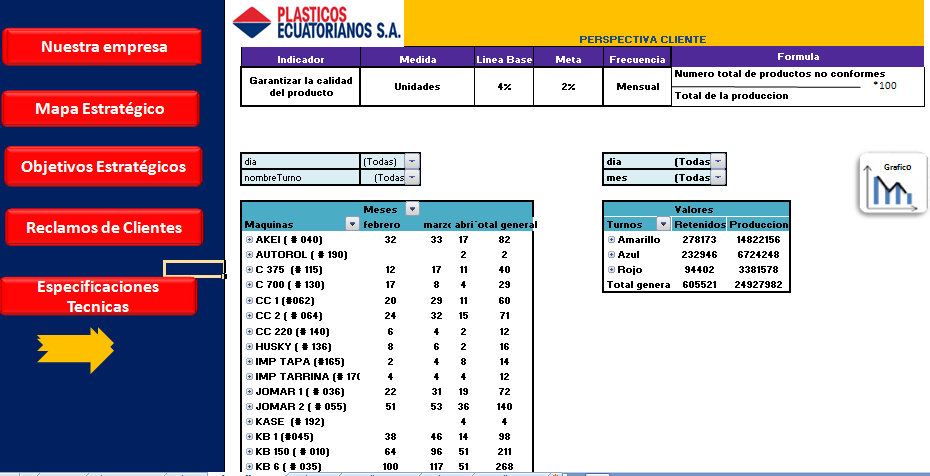 Nuestra empresa
Mapa Estratégico
Objetivos Estratégicos
Reclamos de Clientes
Especificaciones
Tecnicas
PLASTICOS
ECUATORIANOS S.A.
PERSPECTIVA CLIENTE
Indicador Medida Linea Base Meta Frecuencia Formula
Garantizar la calidad
del producto
Unidades 4% 2% Mensual
Numero total de productos no conformes
*100
Total de la produccion
dia (Todas)
nombreTurno (Todas
dia (Todas
mes (Todas
Grafico
Meses
Maquinas febrero marzo abri Total general
AKEI ( # 040) 32 33 17 82
AUTOROL ( # 190) 2 2
C 375 (# 115) 12 17 11 40
C 700 ( # 130) 17 8 4 29
CC 1 (#062) 20 29 11 60
CC 2 ( # 064) 24 32 15 71
CC 220 (# 140) 6 4 2 12
HUSKY ( # 136) 8 6 2 16
IMP TAPA (#165) 2 4 8 14
IMP TARRINA (# 170 4 4 4 12
JOMAR 1 ( # 036) 22 31 19 72
JOMAR 2 ( # 055) 51 53 36 140
KASE (# 192) 4 4
KB 1 (#045) 38 46 14 98
KB 150 ( # 010) 64 96 51 211
KB 6 ( # 035) 100 117 51 268
Valores
Turnos Retenidos Produccion
Amarillo 278173 14822156
Azul 232946 6724248
Rojo 94402 3381578
Total genera 605521 24927982